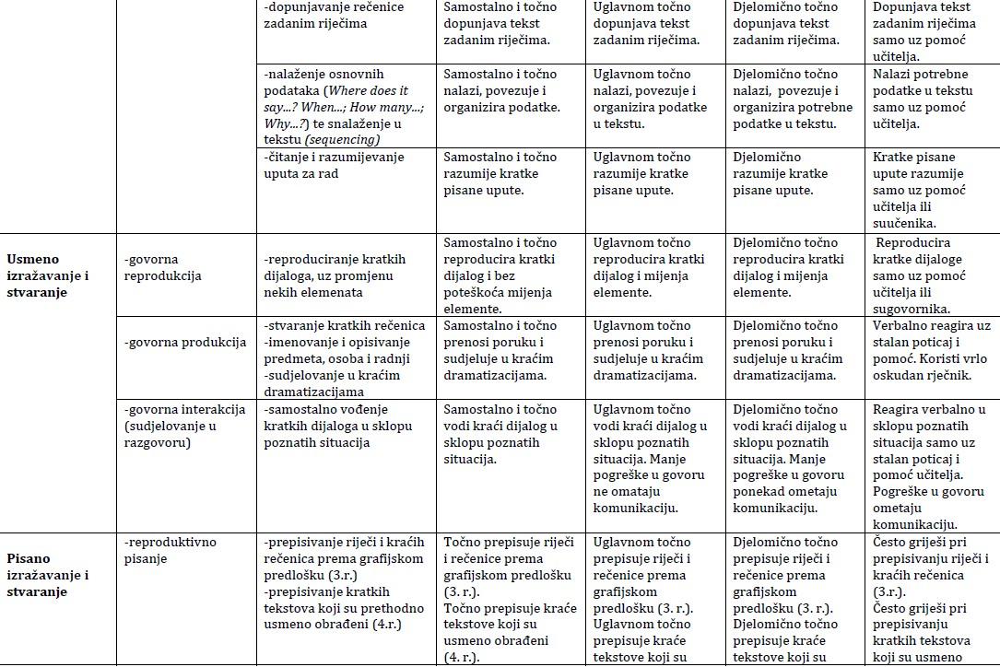 -dopunjavanje rečenice
zadanim riječima
Samostalno i točno
dopunjava tekst
zadanim riječima.
Uglavnom točno
dopunjava tekst
zadanim riječima.
Djelomično točno
dopunjava tekst
zadanim riječima.
Dopunjava tekst
zadanim riječima
samo uz pomoć
učitelja.
-nalaženje osnovnih
podataka (Where does it
say...? When...; How many...;
Why...?) te snalaženje u
tekstu (sequencing)
Samostalno i točno
nalazi, povezuje i
organizira podatke.
Uglavnom točno
nalazi, povezuje i
organizira podatke
u tekstu.
Djelomično točno
nalazi, povezuje i
organizira potrebne
podatke u tekstu.
Nalazi potrebne
podatke u tekstu
samo uz pomoć
učitelja.
-čitanje i razumijevanje
uputa za rad
Samostalno i točno
razumije kratke
pisane upute.
Uglavnom točno
razumije kratke
pisane upute.
Djelomično
razumije kratke
pisane upute.
Kratke pisane
upute razumije
samo uz pomoć
učitelja ili
suučenika.
Usmeno
izražavanje i
stvaranje
-govorna
reprodukcija
-reproduciranje kratkih
dijaloga, uz promjenu
nekih elemenata
Samostalno i točno
reproducira kratki
dijalog i bez
poteškoća mijenja
elemente.
Uglavnom točno
reproducira kratki
dijalog i mijenja
elemente.
Djelomično točno
reproducira kratki
dijalog i mijenja
elemente.
Reproducira
kratke dijaloge
samo uz pomoć
učitelja ili
sugovornika.
-govorna produkcija
-stvaranje kratkih rečenica
-imenovanje i opisivanje
predmeta, osoba i radnji
-sudjelovanje u kraćim
dramatizacijama
Samostalno i točno
prenosi poruku i
sudjeluje u kraćim
dramatizacijama.
Uglavnom točno
prenosi poruku i
sudjeluje u kraćim
dramatizacijama.
Djelomično točno
prenosi poruku i
sudjeluje u kraćim
dramatizacijama.
Verbalno reagira uz
stalan poticaj i
pomoć. Koristi vrlo
oskudan rječnik.
-govorna interakcija
(sudjelovanje u
razgovoru)
-samostalno vođenje
kratkih dijaloga u sklopu
poznatih situacija
Samostalno i točno
vodi kraći dijalog u
sklopu poznatih
situacija.
Uglavnom točno
vodi kraći dijalog u
sklopu poznatih
situacija. Manje
pogreške u govoru
ne omataju
komunikaciju.
Djelomično točno
vodi kraći dijalog u
sklopu poznatih
situacija. Manje
pogreške u govoru
ponekad ometaju
komunikaciju.
Reagira verbalno u
sklopu poznatih
situacija samo uz
stalan poticaj i
pomoć učitelja.
Pogreške u govoru
ometaju
komunikaciju.
Pisano
izražavanje i
stvaranje
-reproduktivno
pisanje
-prepisivanje riječi i kraćih
rečenica prema grafijskom
predlošku (3.r.)
-prepisivanje kratkih
tekstova koji su prethodno
usmeno obrađeni (4.r.)
Točno prepisuje riječi
i rečenice prema
grafijskom predlošku
(3. r.).
Točno prepisuje kraće
tekstove koji su
usmeno obrađeni
(4. r.).
Uglavnom točno
prepisuje riječi i
rečenice prema
grafijskom
predlošku (3. r.).
Uglavnom točno
prepisuje kraće
tekstove koji su
Djelomično točno
prepisuje riječi i
rečenice prema
grafijskom
predlošku (3. r.).
Djelomično točno
prepisuje kraće
tekstove koji su
Često griješi pri
prepisivanju riječi i
kraćih rečenica
(3.r.).
Često griješi pri
prepisivanju
kratkih tekstova
koji su usmeno